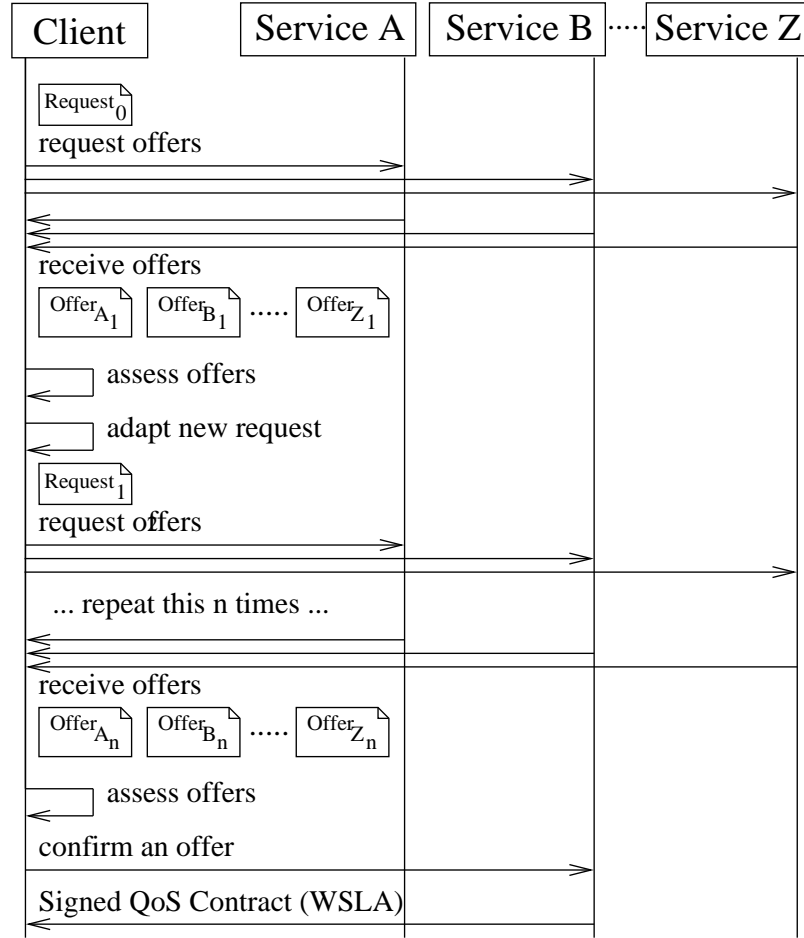 Client Service A Service B ..... Service Z
Request0
request offers
receive offers
OfferA1 OfferB1 ..... OfferZ1
assess offers
adapt new request
Request1
request offers
... repeat this n times ...
receive offers
OfferAn OfferBn ..... OfferZn
assess offers
confirm an offer
Signed QoS Contract (WSLA)